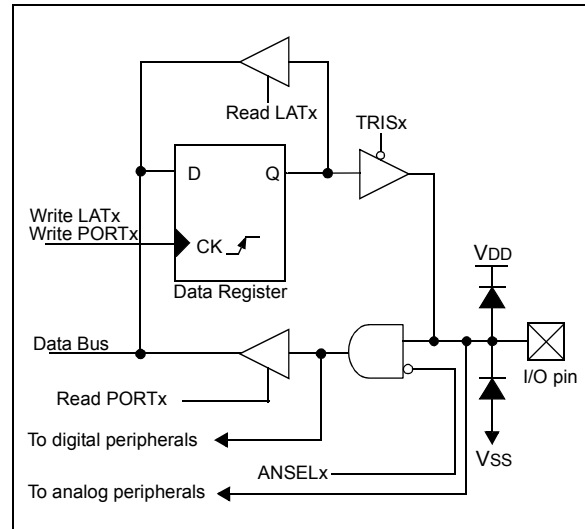 Read LATx
TRISx
D
Q
Write LATx
Write PORTx
CK
VDD
Data Register
Data Bus
I/O pin
Read PORTx
To digital peripherals
VSS
ANSELx
To analog peripherals